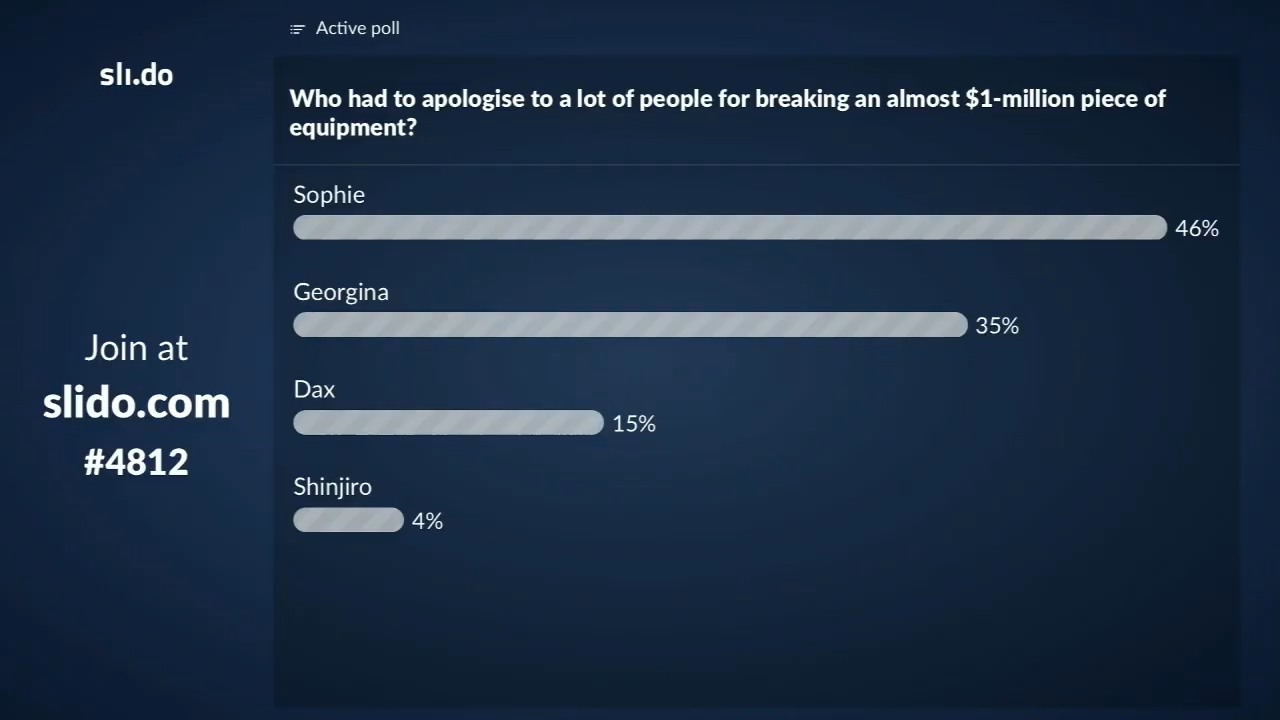 Active poll
sli.do
Who had to apologise to a lot of people for breaking an almost $1-million piece of
equipment?
Sophie
46%
Georgina
35%
Dax
15%
Shinjiro
4%
Join at
slido.com
#4812